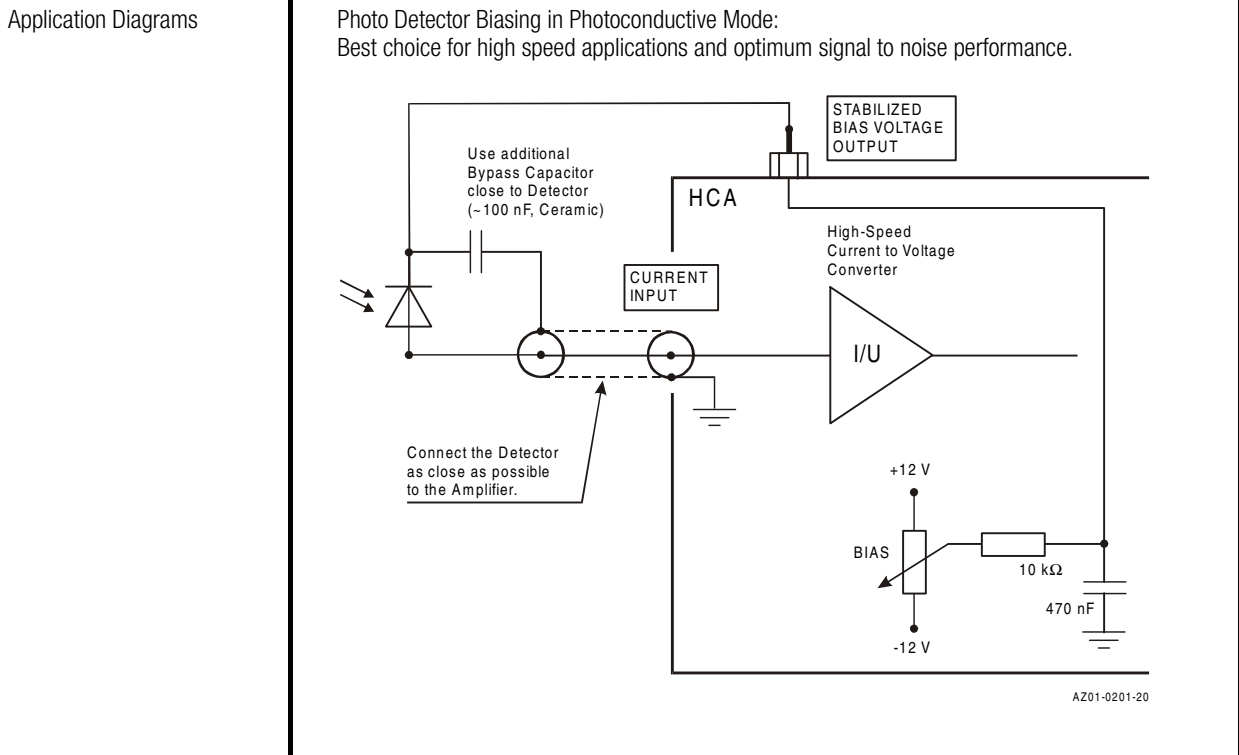 Application Diagrams
Photo Detector Biasing in Photoconductive Mode:
Best choice for high speed applications and optimum signal to noise performance.
STABILIZED
BIAS VOLTAGE
OUTPUT
Use additional
Bypass Capacitor
close to Detector
(~100 nF, Ceramic)
HCA
High-Speed
Current to Voltage
Converter
CURRENT
INPUT
I/U
Connect the Detector
as close as possible
to the Amplifier.
+12 V
BIAS
10 kΩ
470 nF
-12 V
AZ01-0201-20